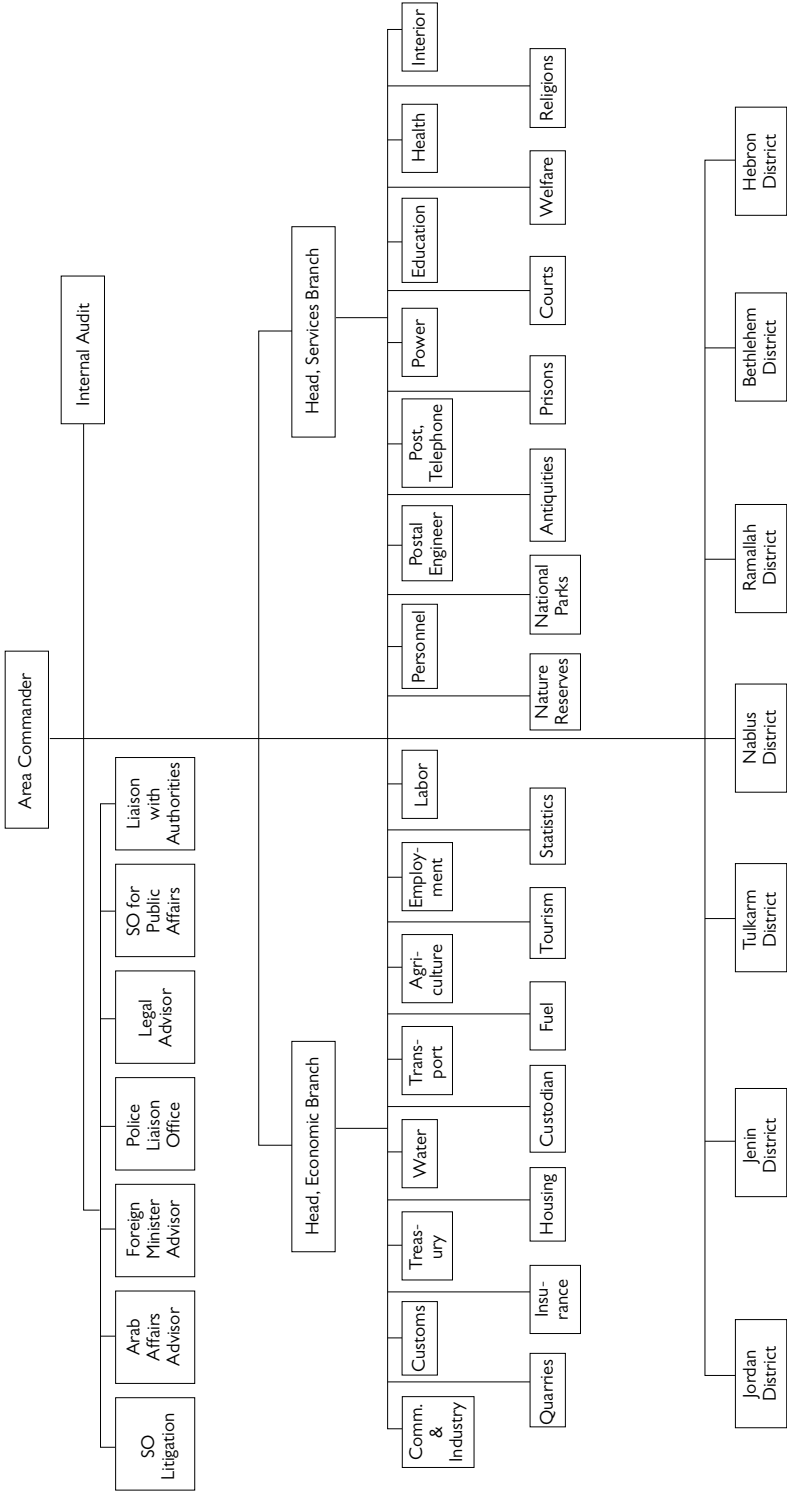 Area Commander
Internal Audit
SO
Litigation
Arab
Affairs
Advisor
Foreign
Minister
Advisor
Police
Liaison
Office
Legal
Advisor
SO for
Public
Affairs
Liaison
with
Authorities
Head, Economic Branch
Head, Services Branch
Comm.
&
Industry
Customs
Treas-
ury
Water
Trans-
port
Agri-
culture
Employ-
ment
Labor
Personnel
Postal
Engineer
Post,
Telephone
Power
Education
Health
Interior
Quarries
Insu-
rance
Housing
Custodian
Fuel
Tourism
Statistics
Nature
Reserves
National
Parks
Antiquities
Prisons
Courts
Welfare
Religions
Jordan
District
Jenin
District
Tulkarm
District
Nablus
District
Ramallah
District
Bethlehem
District
Hebron
District